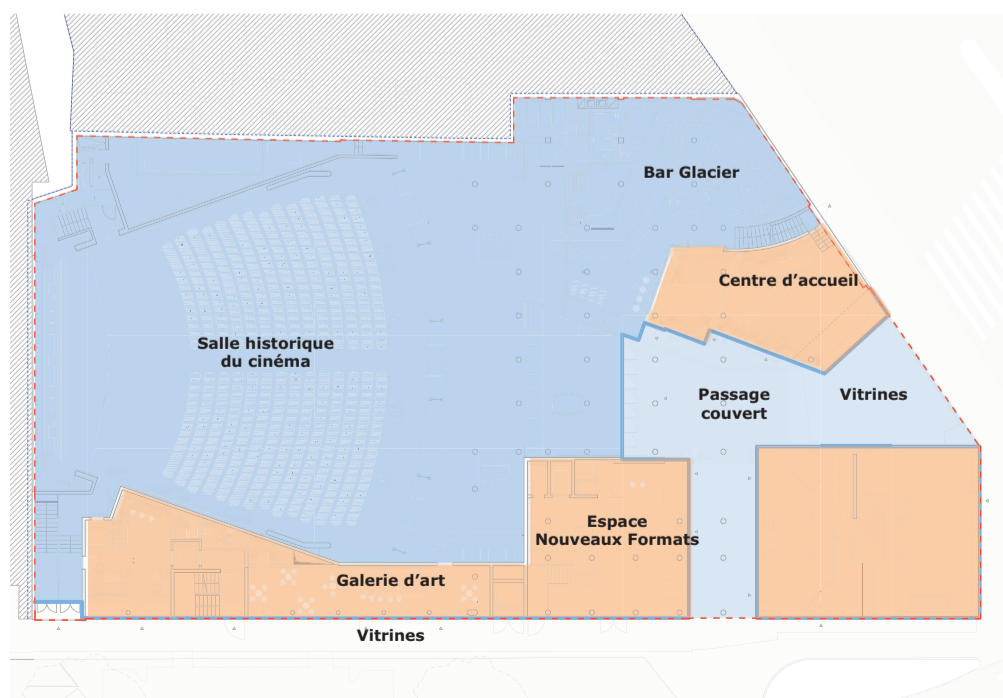 Bar Glacier
Centre d'accueil
Salle historique
du cinéma
Passage
couvert
Vitrines
Espace
Nouveaux Formats
Galerie d'art
Vitrines